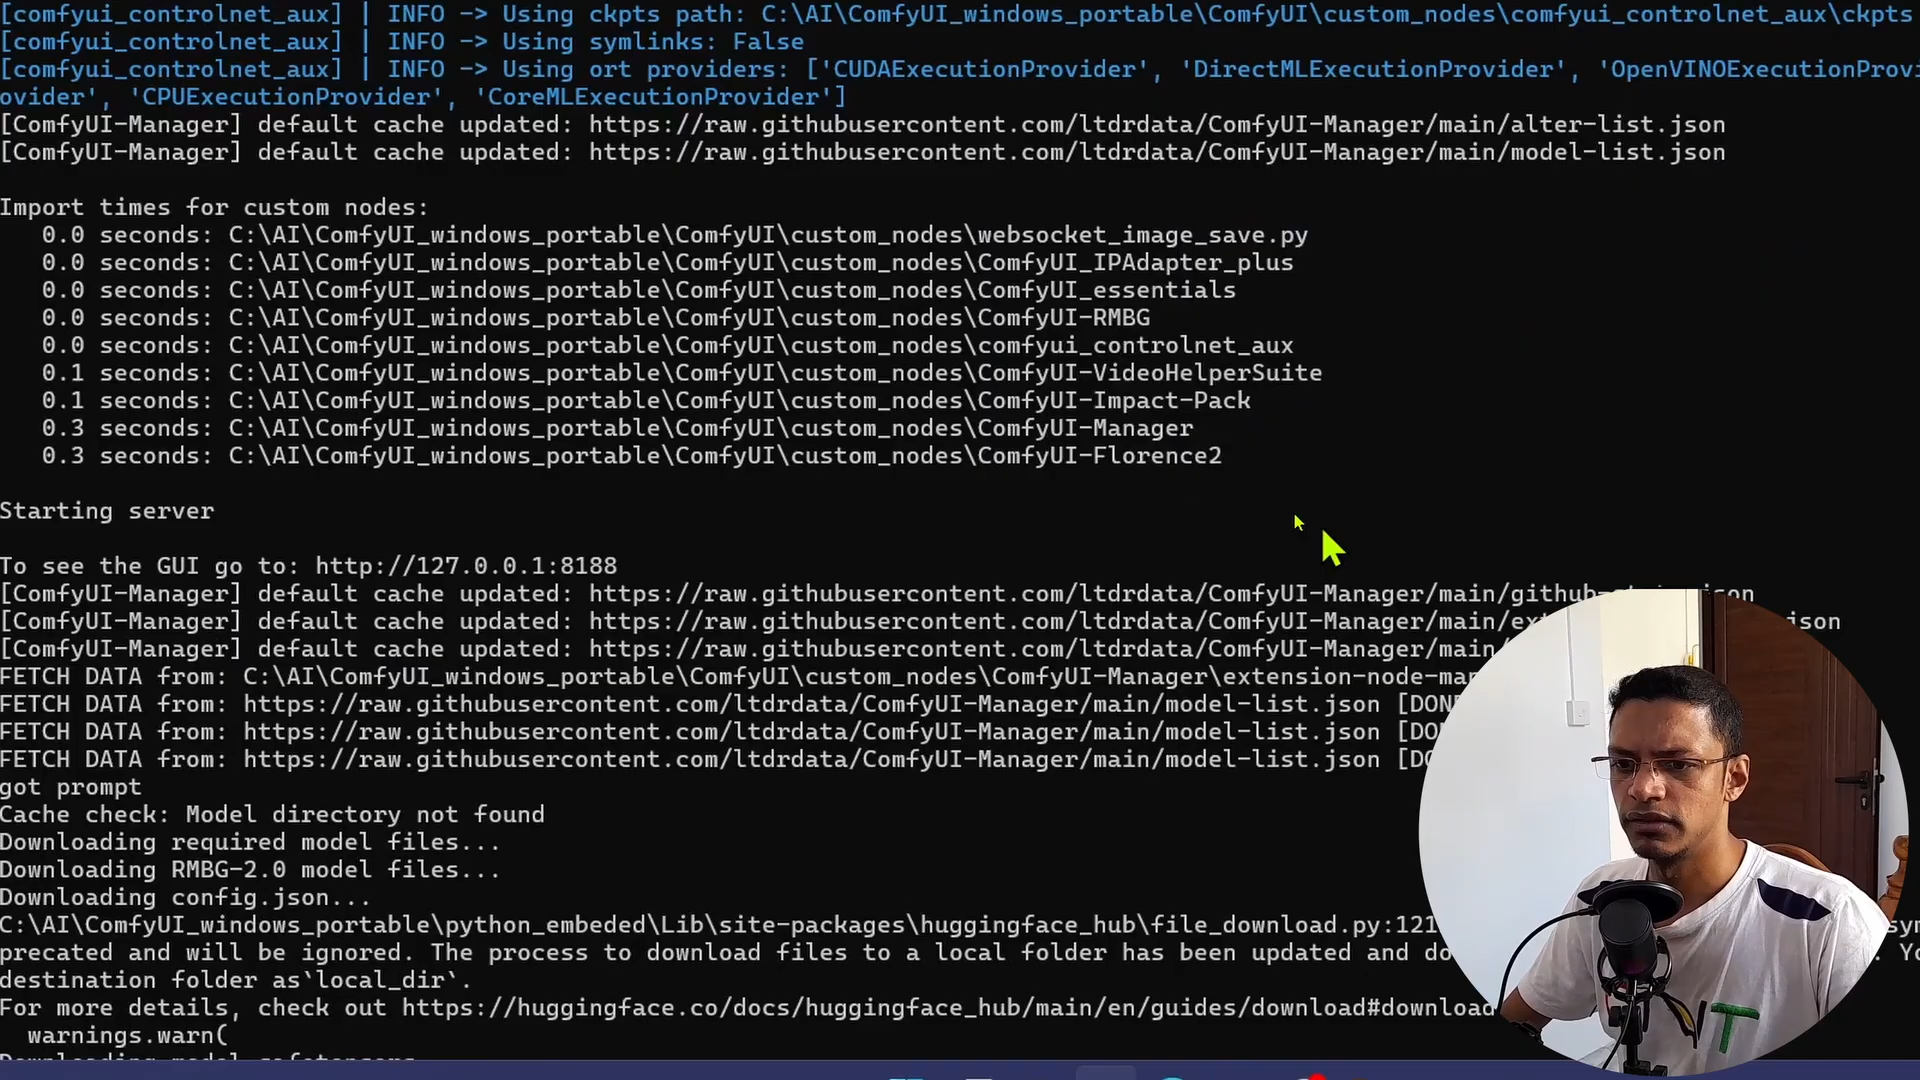 [comfyui_controlnet_aux] | INFO -> Using ckpts path: C:\AI\ComfyUI_windows_portable\ComfyUI\custom_nodes\comfyui_controlnet_aux\ckpts
[comfyui_controlnet_aux] | INFO -> Using symlinks: False
[comfyui_controlnet_aux] | INFO -> Using ort providers: ['CUDAExecutionProvider', 'DirectMLExecutionProvider', 'OpenVINOExecutionProvi
ovider', 'CPUExecutionProvider', 'CoreMLExecutionProvider']
[ComfyUI-Manager] default cache updated: https://raw.githubusercontent.com/ltdrdata/ComfyUI-Manager/main/alter-list.json
[ComfyUI-Manager] default cache updated: https://raw.githubusercontent.com/ltdrdata/ComfyUI-Manager/main/model-list.json
Import times for custom nodes:
0.0 seconds: C:\AI\ComfyUI_windows_portable\ComfyUI\custom_nodes\websocket_image_save.py
0.0 seconds: C:\AI\ComfyUI_windows_portable\ComfyUI\custom_nodes\ComfyUI_IPAdapter_plus
0.0 seconds: C:\AI\ComfyUI_windows_portable\ComfyUI\custom_nodes\ComfyUI_essentials
0.0 seconds: C:\AI\ComfyUI_windows_portable\ComfyUI\custom_nodes\ComfyUI-RMBG
0.0 seconds: C:\AI\ComfyUI_windows_portable\ComfyUI\custom_nodes\comfyui_controlnet_aux
0.1 seconds: C:\AI\ComfyUI_windows_portable\ComfyUI\custom_nodes\ComfyUI-VideoHelperSuite
0.1 seconds: C:\AI\ComfyUI_windows_portable\ComfyUI\custom_nodes\ComfyUI-Impact-Pack
0.3 seconds: C:\AI\ComfyUI_windows_portable\ComfyUI\custom_nodes\ComfyUI-Manager
0.3 seconds: C:\AI\ComfyUI_windows_portable\ComfyUI\custom_nodes\ComfyUI-Florence2
Starting server
To see the GUI go to: http://127.0.0.1:8188
[ComfyUI-Manager] default cache updated: https://raw.githubusercontent.com/ltdrdata/ComfyUI-Manager/main/github-
[ComfyUI-Manager] default cache updated: https://raw.githubusercontent.com/ltdrdata/ComfyUI-Manager/main/ex json
[ComfyUI-Manager] default cache updated: https://raw.githubusercontent.com/ltdrdata/ComfyUI-Manager/main/
FETCH DATA from: C:\AI\ComfyUI_windows_portable\ComfyUI\custom_nodes\ComfyUI-Manager\extension-node-map
FETCH DATA from: https://raw.githubusercontent.com/ltdrdata/ComfyUI-Manager/main/model-list.json [DON
FETCH DATA from: https://raw.githubusercontent.com/ltdrdata/ComfyUI-Manager/main/model-list.json [DO
FETCH DATA from: https://raw.githubusercontent.com/ltdrdata/ComfyUI-Manager/main/model-list.json [DO
got prompt
Cache check: Model directory not found
Downloading required model files...
Downloading RMBG-2.0 model files...
Downloading config.json...
C:\AI\ComfyUI_windows_portable\python_embeded\Lib\site-packages\huggingface_hub\file_download.py:121 sym
precated and will be ignored. The process to download files to a local folder has been updated and do . Yo
destination folder as`local_dir`.
For more details, check out https://huggingface.co/docs/huggingface_hub/main/en/guides/download#download
warnings.warn(